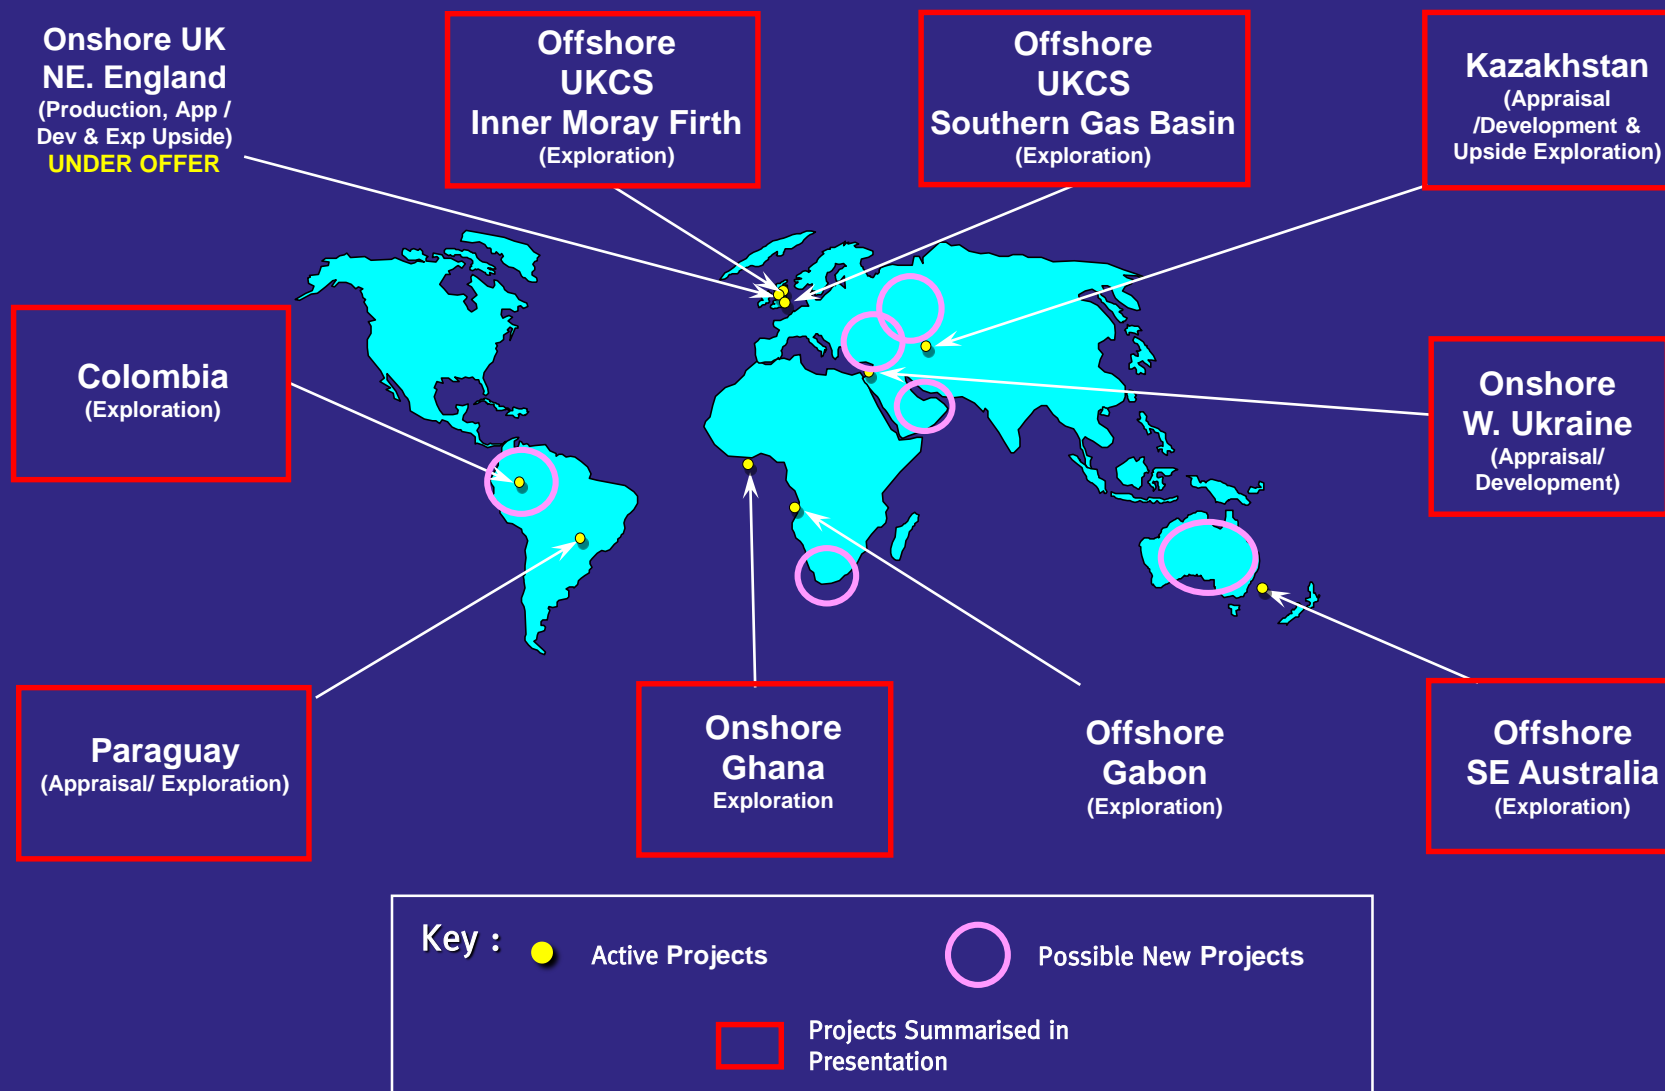 Onshore UK
NE. England
(Production, App /
Dev & Exp Upside)
UNDER OFFER
Offshore
UKCS
Inner Moray Firth
(Exploration)
Offshore
UKCS
Southern Gas Basin
(Exploration)
Kazakhstan
(Appraisal
/Development &
Upside Exploration)
Colombia
(Exploration)
Onshore
W. Ukraine
(Appraisal/
Development)
Paraguay
(Appraisal/ Exploration)
Onshore
Ghana
Exploration
Offshore
Gabon
(Exploration)
Offshore
SE Australia
(Exploration)
Key :
Active Projects
Possible New Projects
Projects Summarised in
Presentation